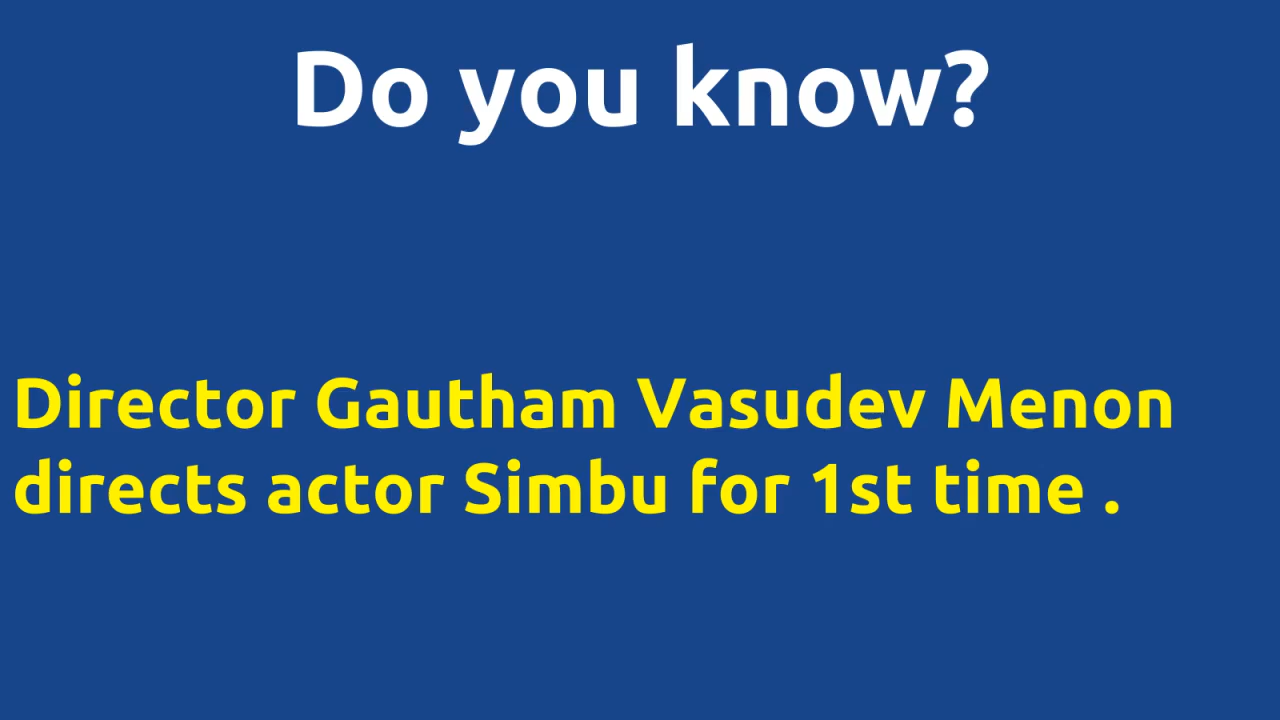 Do you know?
Director Gautham Vasudev Menon
directs actor Simbu for 1st time .